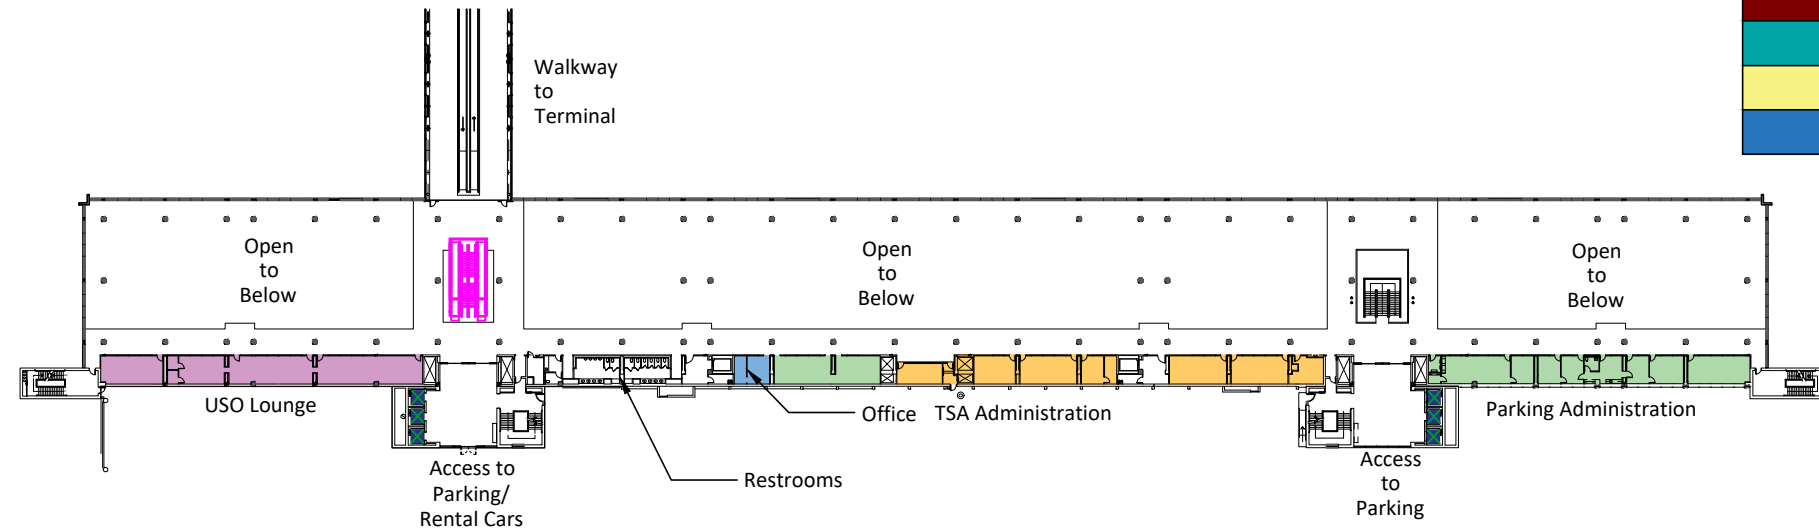 Walkway
to
Terminal
Open
to
Below
Open
to
Below
Open
to
Below
USO Lounge
Office
TSA Administration
Parking Administration
Access to
Parking/
Rental Cars
Restrooms
Access
to
Parking